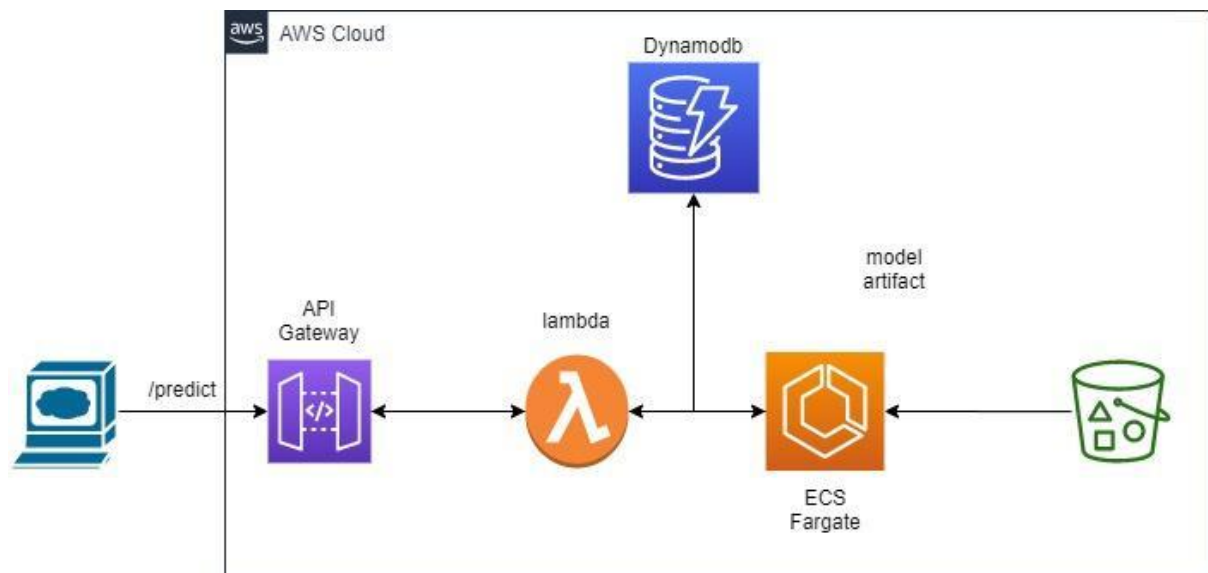 aws
AWS Cloud
Dynamodb
model
artifact
API
Gateway
lambda
/predict
</>
ECS
Fargate